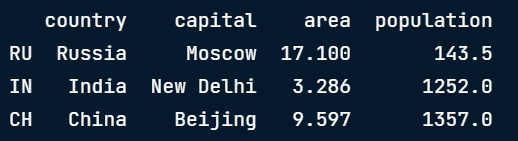 country capital area population
RU Russia Moscow 17.100 143.5
IN India New Delhi 3.286 1252.0
CH China Beijing 9.597 1357.0